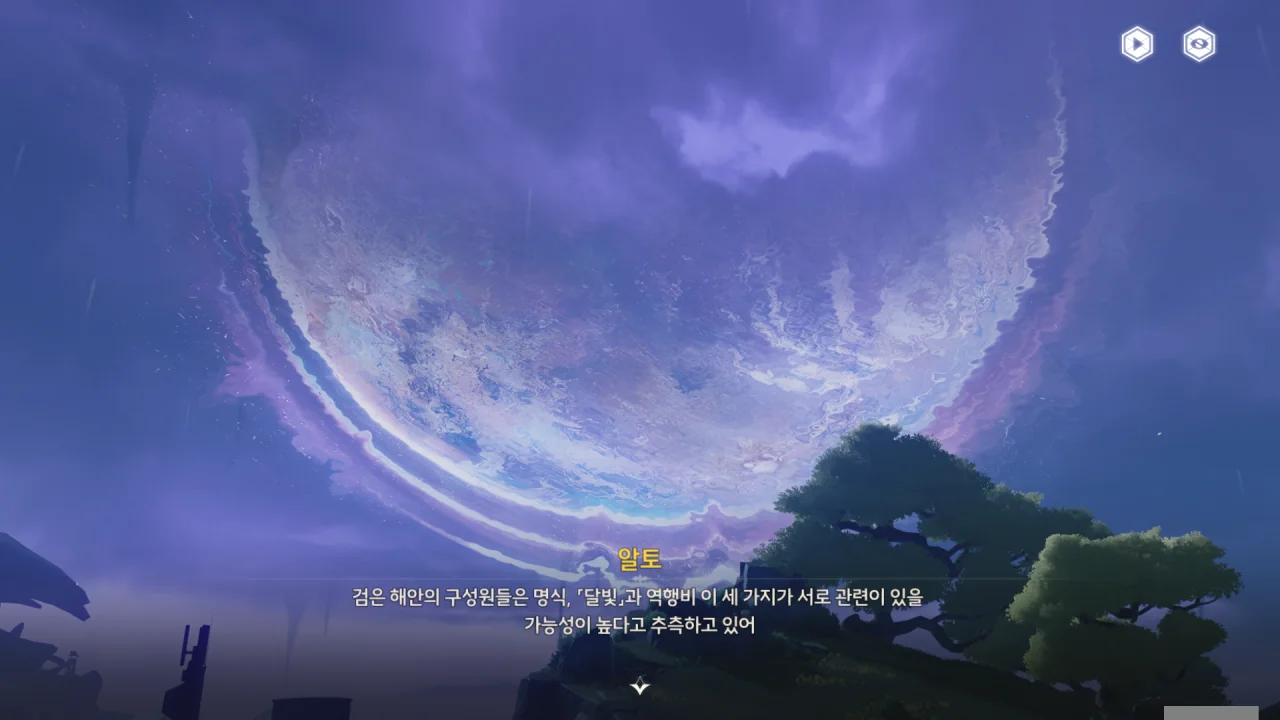 알토
검은 해안의 구성원들은 명식, 「달빛」과 역행비 이 세 가지가 서로 관련이 있을
가능성이 높다고 추측하고 있어